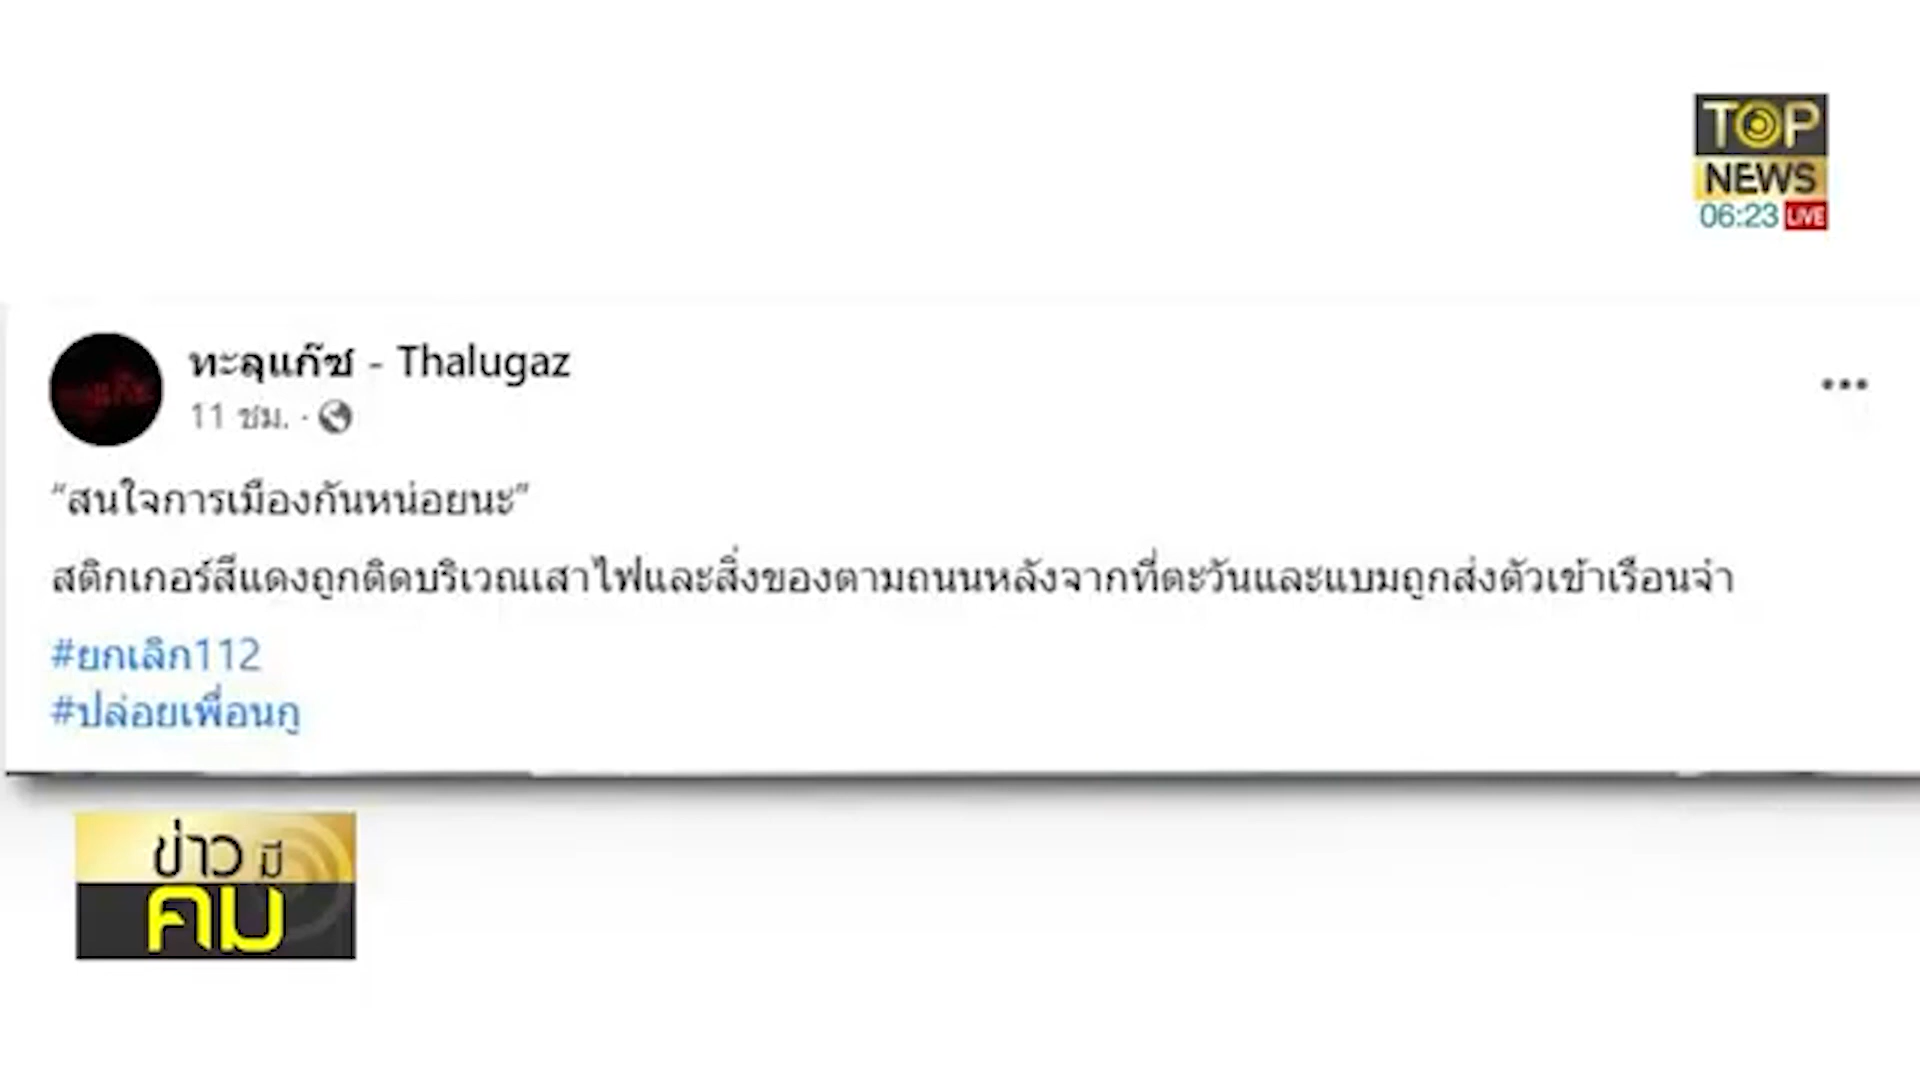 TOP
NEWS
06:23 LIVE
ทะลุแก๊ซ - Thalugaz
11 ชม. ·
“สนใจการเมืองกันหน่อยนะ”
สติกเกอร์สีแดงถูกติดบริเวณเสาไฟและสิ่งของตามถนนหลังจากที่ตะวันและแบมถูกส่งตัวเข้าเรือนจำ
#ยกเลิก112
#ปล่อยเพื่อนกู
ข่าว มี
คม